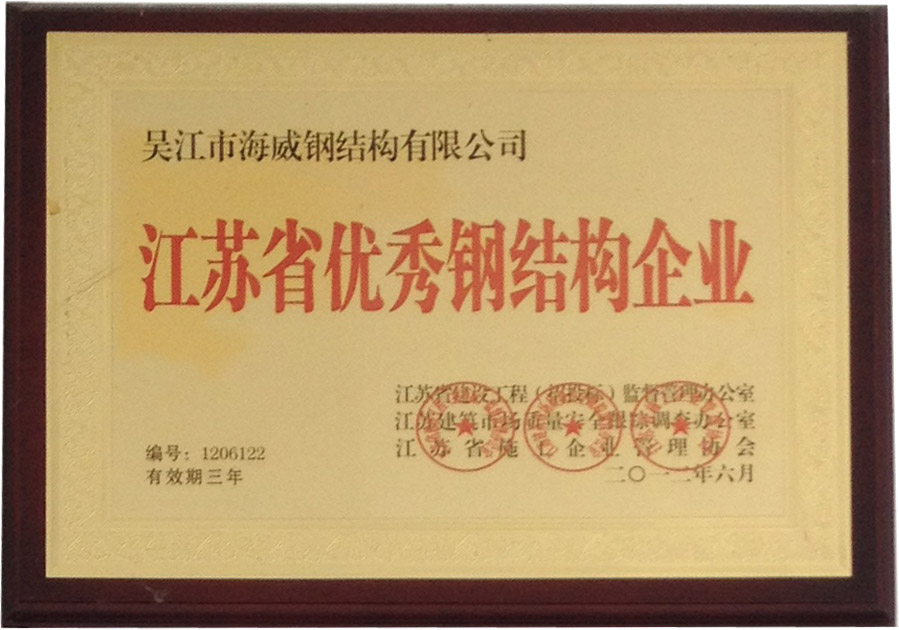 吴江市海威钢结构有限公司
江苏省优秀钢结构企业
江苏省建设工程（招投标）监督管理办公室
江苏建筑市场质量安全跟踪调查办公室
江苏省施工企业管理协会
编号：1206122
有效期三年
二〇一二年六月